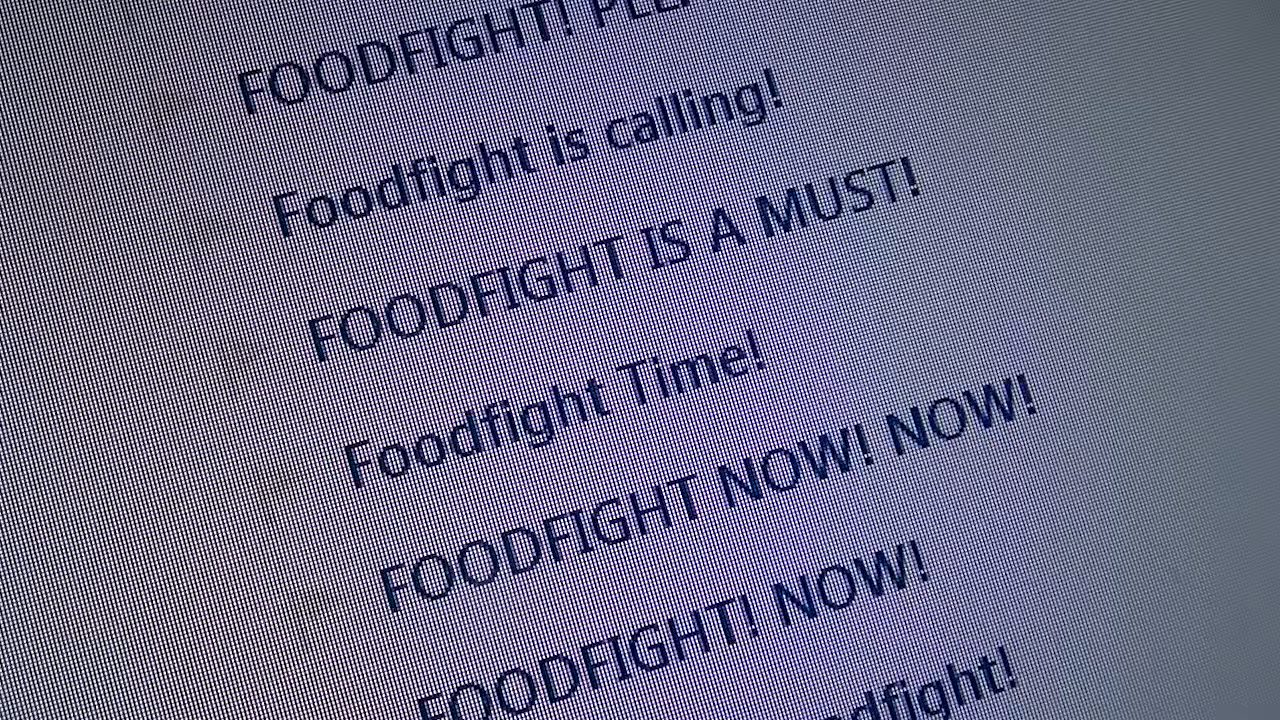 FOODFIGHT!
Foodfight is calling!
FOODFIGHT IS A MUST!
Foodfight Time!
FOODFIGHT NOW! NOW!
FOODFIGHT! NOW!